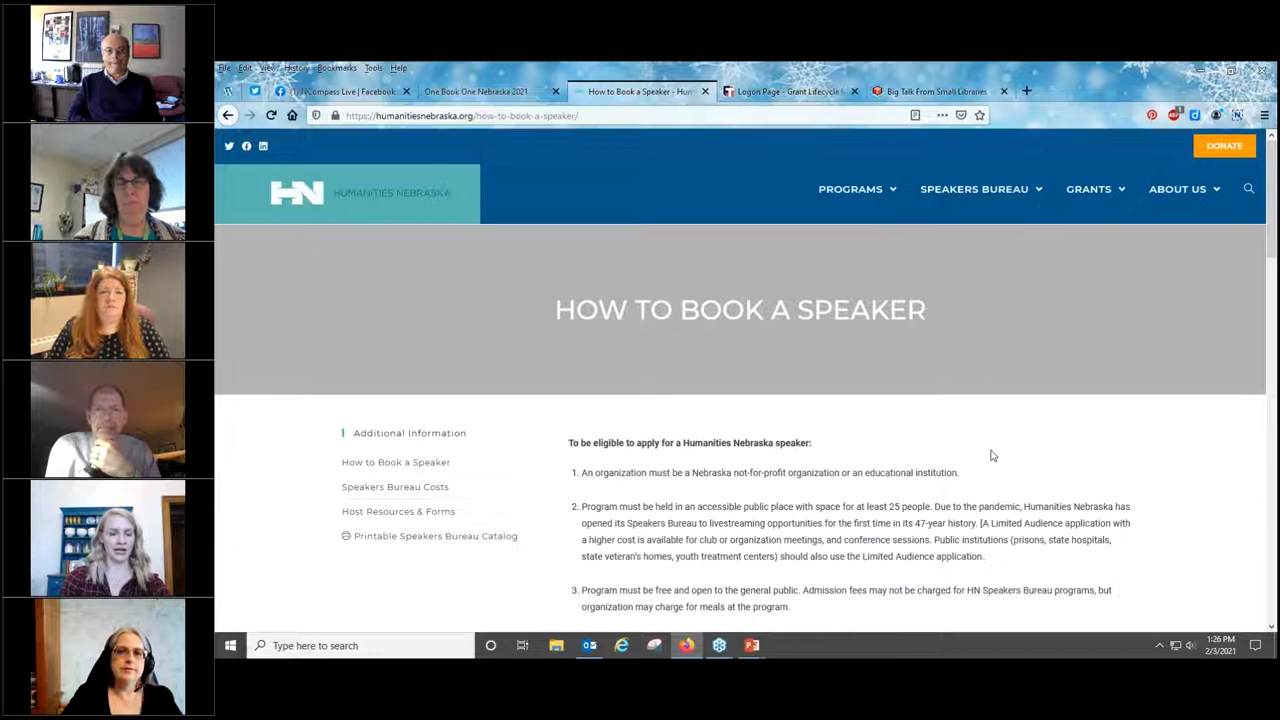 File Edit View History Bookmarks Tools Help
(1) NCompass Live | Facebook
One Book One Nebraska 2021
How to Book a Speaker - Hum
Logon Page - Grant Lifecycle
Big Talk From Small Libraries
https://humanitiesnebraska.org/how-to-book-a-speaker/
1
DONATE
HN HUMANITIES NEBRASKA
PROGRAMS SPEAKERS BUREAU GRANTS ABOUT US
HOW TO BOOK A SPEAKER
Additional Information
How to Book a Speaker
Speakers Bureau Costs
Host Resources & Forms
Printable Speakers Bureau Catalog
To be eligible to apply for a Humanities Nebraska speaker:
1. An organization must be a Nebraska not-for-profit organization or an educational institution.
2. Program must be held in an accessible public place with space for at least 25 people. Due to the pandemic, Humanities Nebraska has
opened its Speakers Bureau to livestreaming opportunities for the first time in its 47-year history. [A Limited Audience application with
a higher cost is available for club or organization meetings, and conference sessions. Public institutions (prisons, state hospitals,
state veteran's homes, youth treatment centers) should also use the Limited Audience application.
3. Program must be free and open to the general public. Admission fees may not be charged for HN Speakers Bureau programs, but
organization may charge for meals at the program.
Type here to search
1:26 PM
2/3/2021